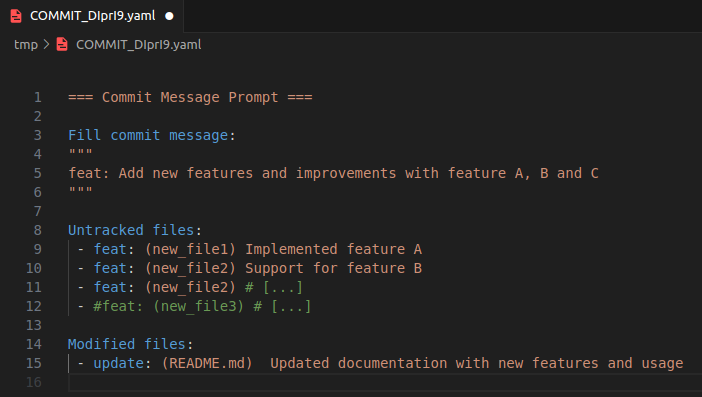 COMMIT_DIprI9.yaml
tmp > COMMIT_DIprI9.yaml
1 === Commit Message Prompt ===
2
3 Fill commit message:
4 """
5 feat: Add new features and improvements with feature A, B and C
6 """
7
8 Untracked files:
9 - feat: (new_file1) Implemented feature A
10 - feat: (new_file2) Support for feature B
11 - feat: (new_file2) # [...]
12 - #feat: (new_file3) # [...]
13
14 Modified files:
15 - update: (README.md)  Updated documentation with new features and usage
16